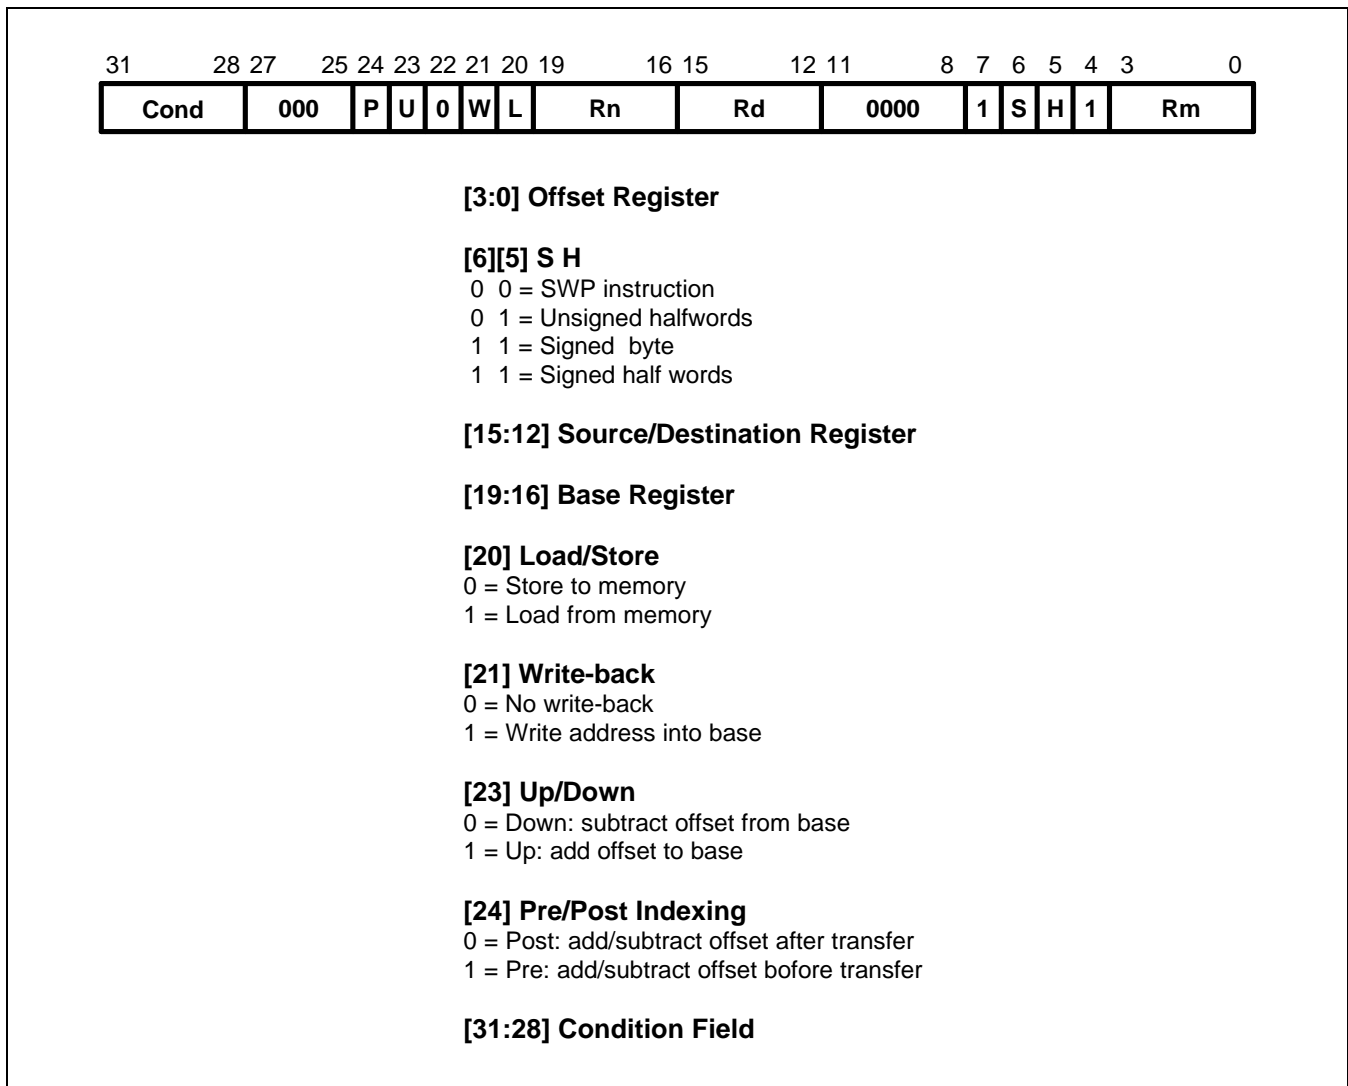 31 28 27 25 24 23 22 21 20 19 16 15 12 11 8 7 6 5 4 3 0
Cond 000 P U 0 W L Rn Rd 0000 1 S H 1 Rm
[3:0] Offset Register
[6][5] S H
0 0 = SWP instruction
0 1 = Unsigned halfwords
1 1 = Signed byte
1 1 = Signed half words
[15:12] Source/Destination Register
[19:16] Base Register
[20] Load/Store
0 = Store to memory
1 = Load from memory
[21] Write-back
0 = No write-back
1 = Write address into base
[23] Up/Down
0 = Down: subtract offset from base
1 = Up: add offset to base
[24] Pre/Post Indexing
0 = Post: add/subtract offset after transfer
1 = Pre: add/subtract offset bofore transfer
[31:28] Condition Field